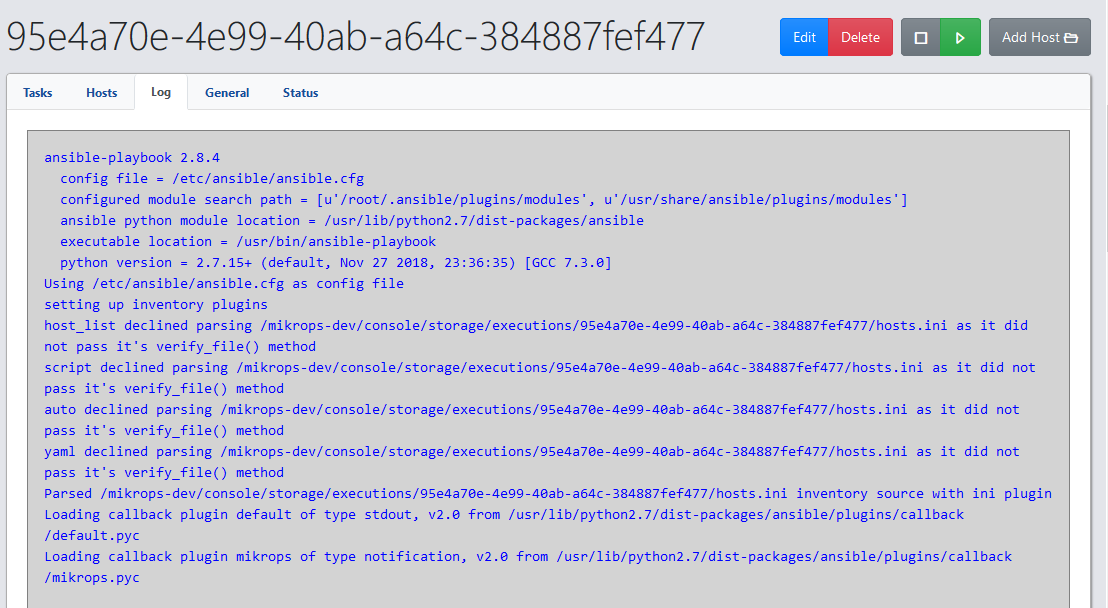 95e4a70e-4e99-40ab-a64c-384887fef477
Edit Delete Add Host
Tasks Hosts Log General Status
ansible-playbook 2.8.4
config file = /etc/ansible/ansible.cfg
configured module search path = [u'/root/.ansible/plugins/modules', u'/usr/share/ansible/plugins/modules']
ansible python module location = /usr/lib/python2.7/dist-packages/ansible
executable location = /usr/bin/ansible-playbook
python version = 2.7.15+ (default, Nov 27 2018, 23:36:35) [GCC 7.3.0]
Using /etc/ansible/ansible.cfg as config file
setting up inventory plugins
host_list declined parsing /mikrops-dev/console/storage/executions/95e4a70e-4e99-40ab-a64c-384887fef477/hosts.ini as it did
not pass it's verify_file() method
script declined parsing /mikrops-dev/console/storage/executions/95e4a70e-4e99-40ab-a64c-384887fef477/hosts.ini as it did not
pass it's verify_file() method
auto declined parsing /mikrops-dev/console/storage/executions/95e4a70e-4e99-40ab-a64c-384887fef477/hosts.ini as it did not
pass it's verify_file() method
yaml declined parsing /mikrops-dev/console/storage/executions/95e4a70e-4e99-40ab-a64c-384887fef477/hosts.ini as it did not
pass it's verify_file() method
Parsed /mikrops-dev/console/storage/executions/95e4a70e-4e99-40ab-a64c-384887fef477/hosts.ini inventory source with ini plugin
Loading callback plugin default of type stdout, v2.0 from /usr/lib/python2.7/dist-packages/ansible/plugins/callback
/default.pyc
Loading callback plugin mikrops of type notification, v2.0 from /usr/lib/python2.7/dist-packages/ansible/plugins/callback
/mikrops.pyc